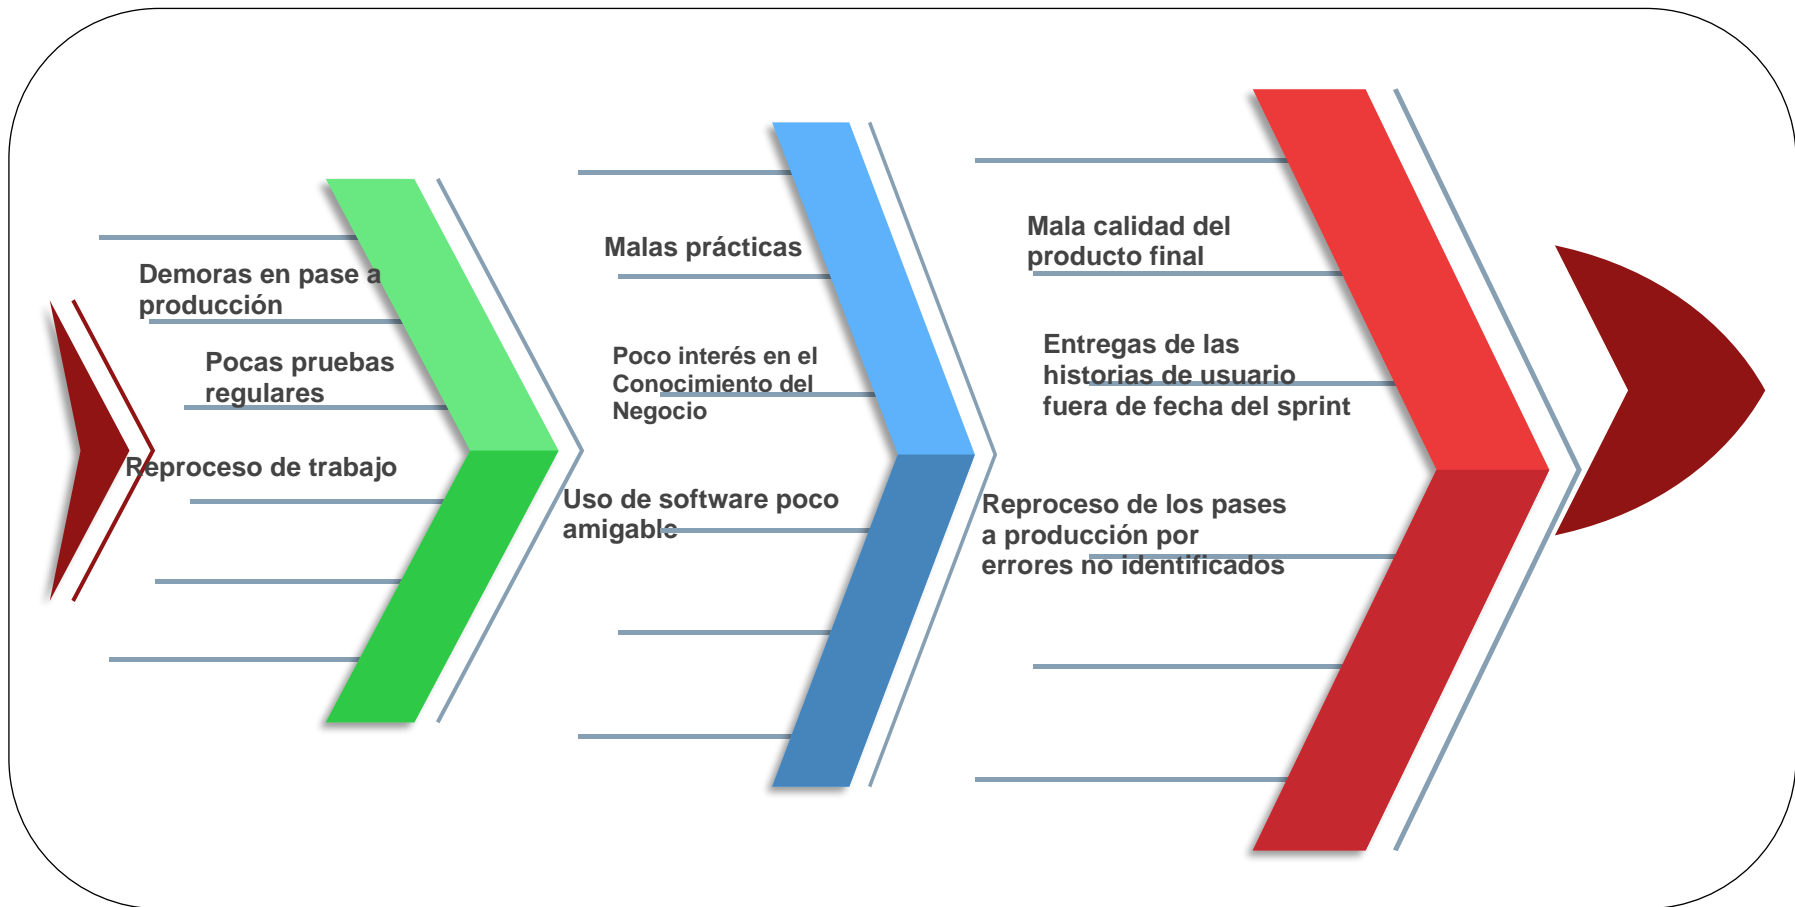 Demoras en pase a
producción
Pocas pruebas
regulares
Reproceso de trabajo
Malas prácticas
Poco interés en el
Conocimiento del
Negocio
Uso de software poco
amigable
Mala calidad del
producto final
Entregas de las
historias de usuario
fuera de fecha del sprint
Reproceso de los pases
a producción por
errores no identificados